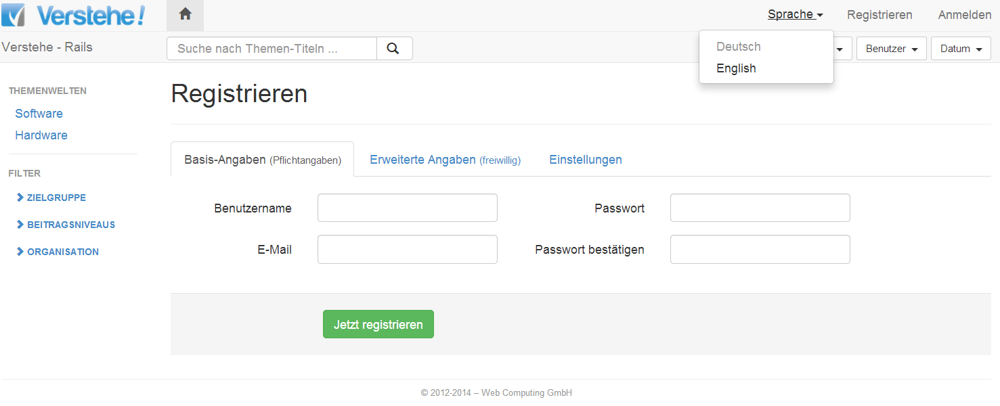 Verstehe!
Sprache Registrieren Anmelden
Verstehe - Rails
Suche nach Themen-Titeln ...
Deutsch
English
Benutzer
Datum
THEMENWELTEN
Software
Hardware
FILTER
ZIELGRUPPE
BEITRAGSNIVEAUS
ORGANISATION
Registrieren
Basis-Angaben (Pflichtangaben) Erweiterte Angaben (freiwillig) Einstellungen
Benutzername Passwort
E-Mail Passwort bestätigen
Jetzt registrieren
© 2012-2014 – Web Computing GmbH